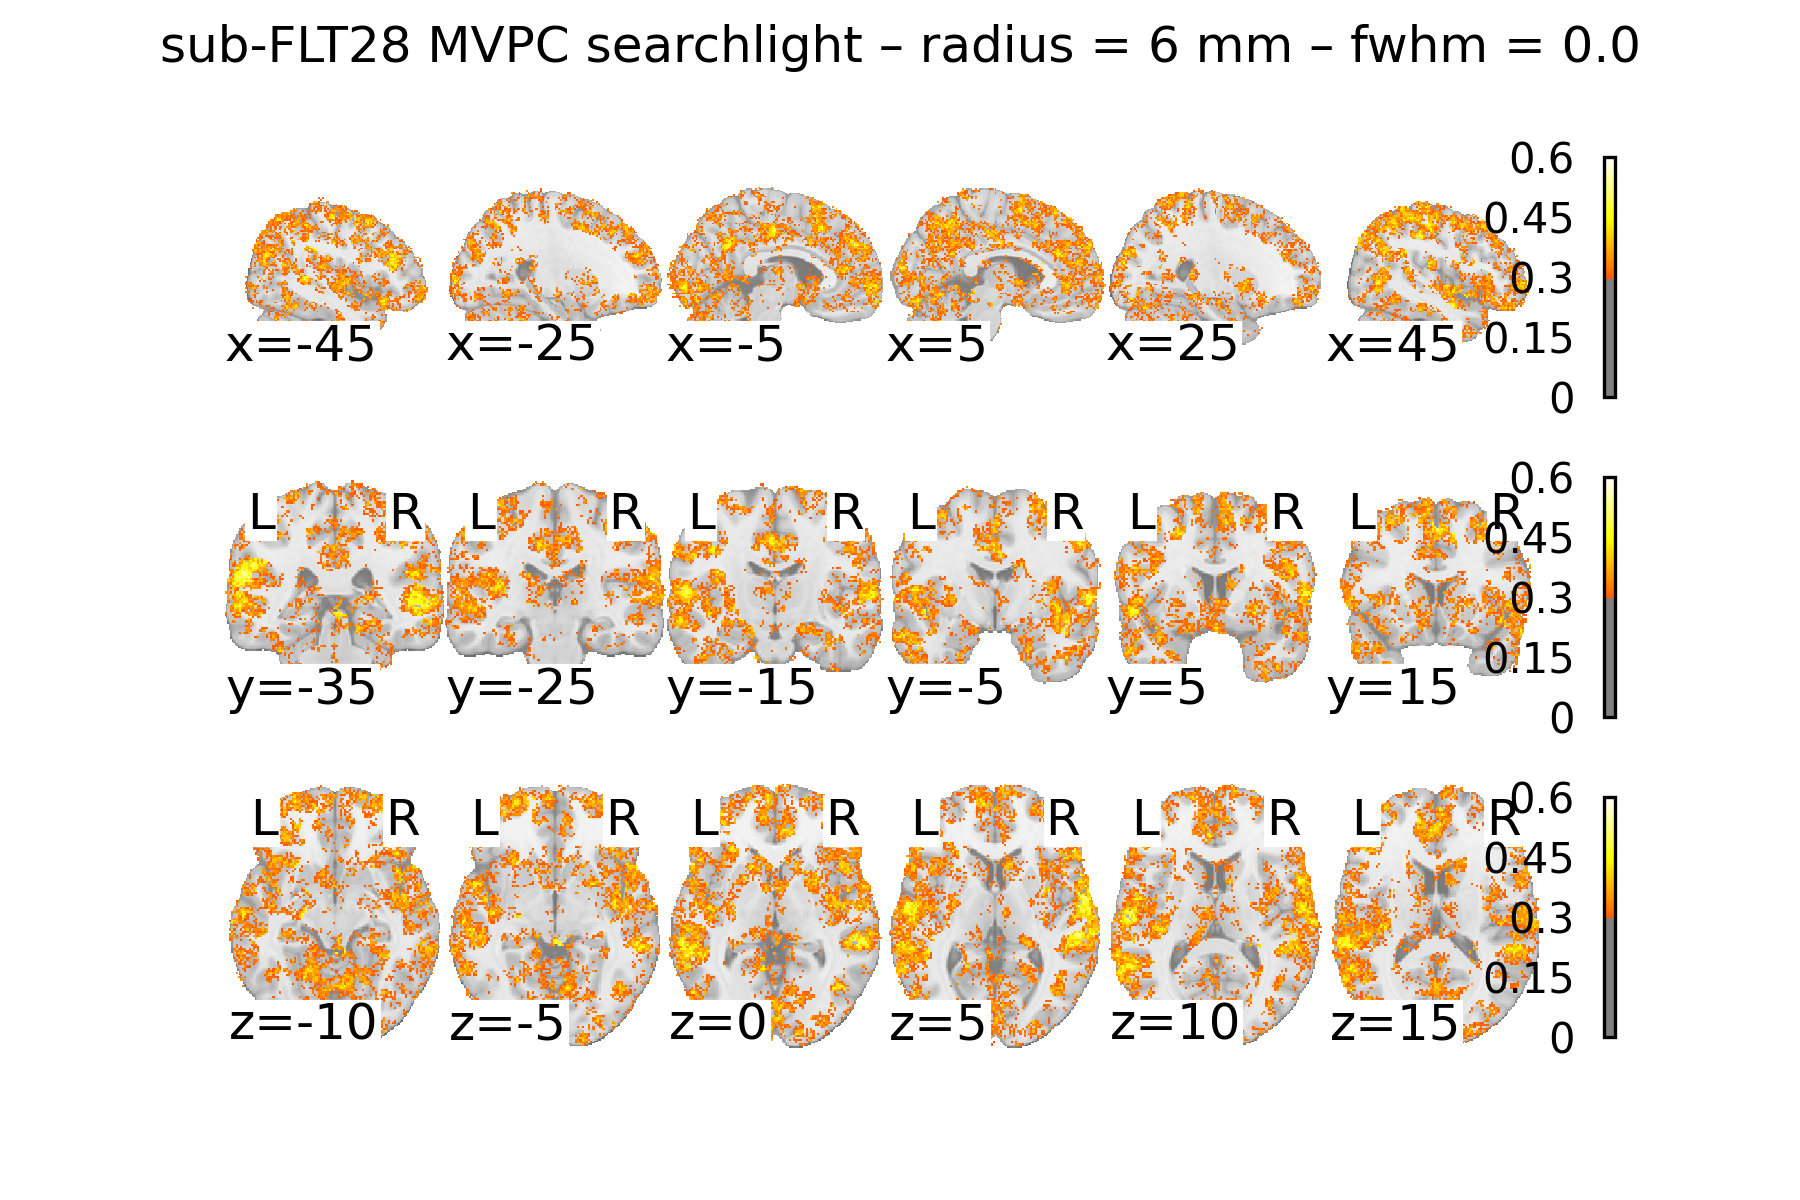 sub-FLT28 MVPC searchlight – radius = 6 mm – fwhm = 0.0
0.6
0.45
0.3
0.15
0
x=-45 x=-25 x=-5 x=5 x=25 x=45
L R L R L R L R L R L R
0.6
0.45
0.3
0.15
0
y=-35 y=-25 y=-15 y=-5 y=5 y=15
L R L R L R L R L R L R
0.6
0.45
0.3
0.15
0
z=-10 z=-5 z=0 z=5 z=10 z=15